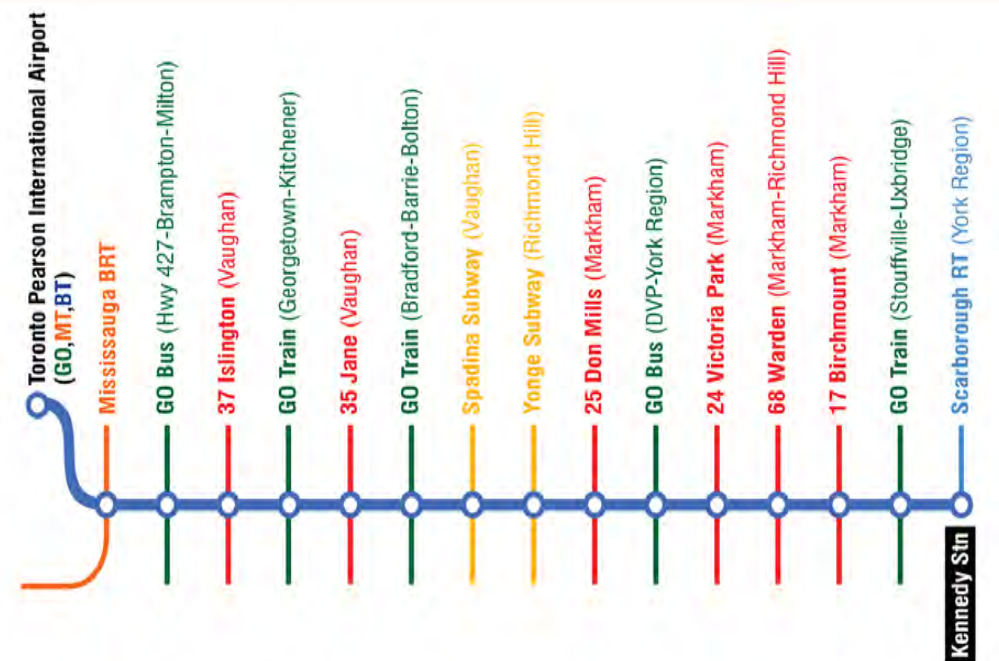 Toronto Pearson International Airport
(GO,MT,BT)
Mississauga BRT
GO Bus (Hwy 427-Brampton-Milton)
37 Islington (Vaughan)
GO Train (Georgetown-Kitchener)
35 Jane (Vaughan)
GO Train (Bradford-Barrie-Bolton)
Spadina Subway (Vaughan)
Yonge Subway (Richmond Hill)
25 Don Mills (Markham)
GO Bus (DVP-York Region)
24 Victoria Park (Markham)
68 Warden (Markham-Richmond Hill)
17 Birchmount (Markham)
GO Train (Stouffville-Uxbridge)
Scarborough RT (York Region)
Kennedy Stn